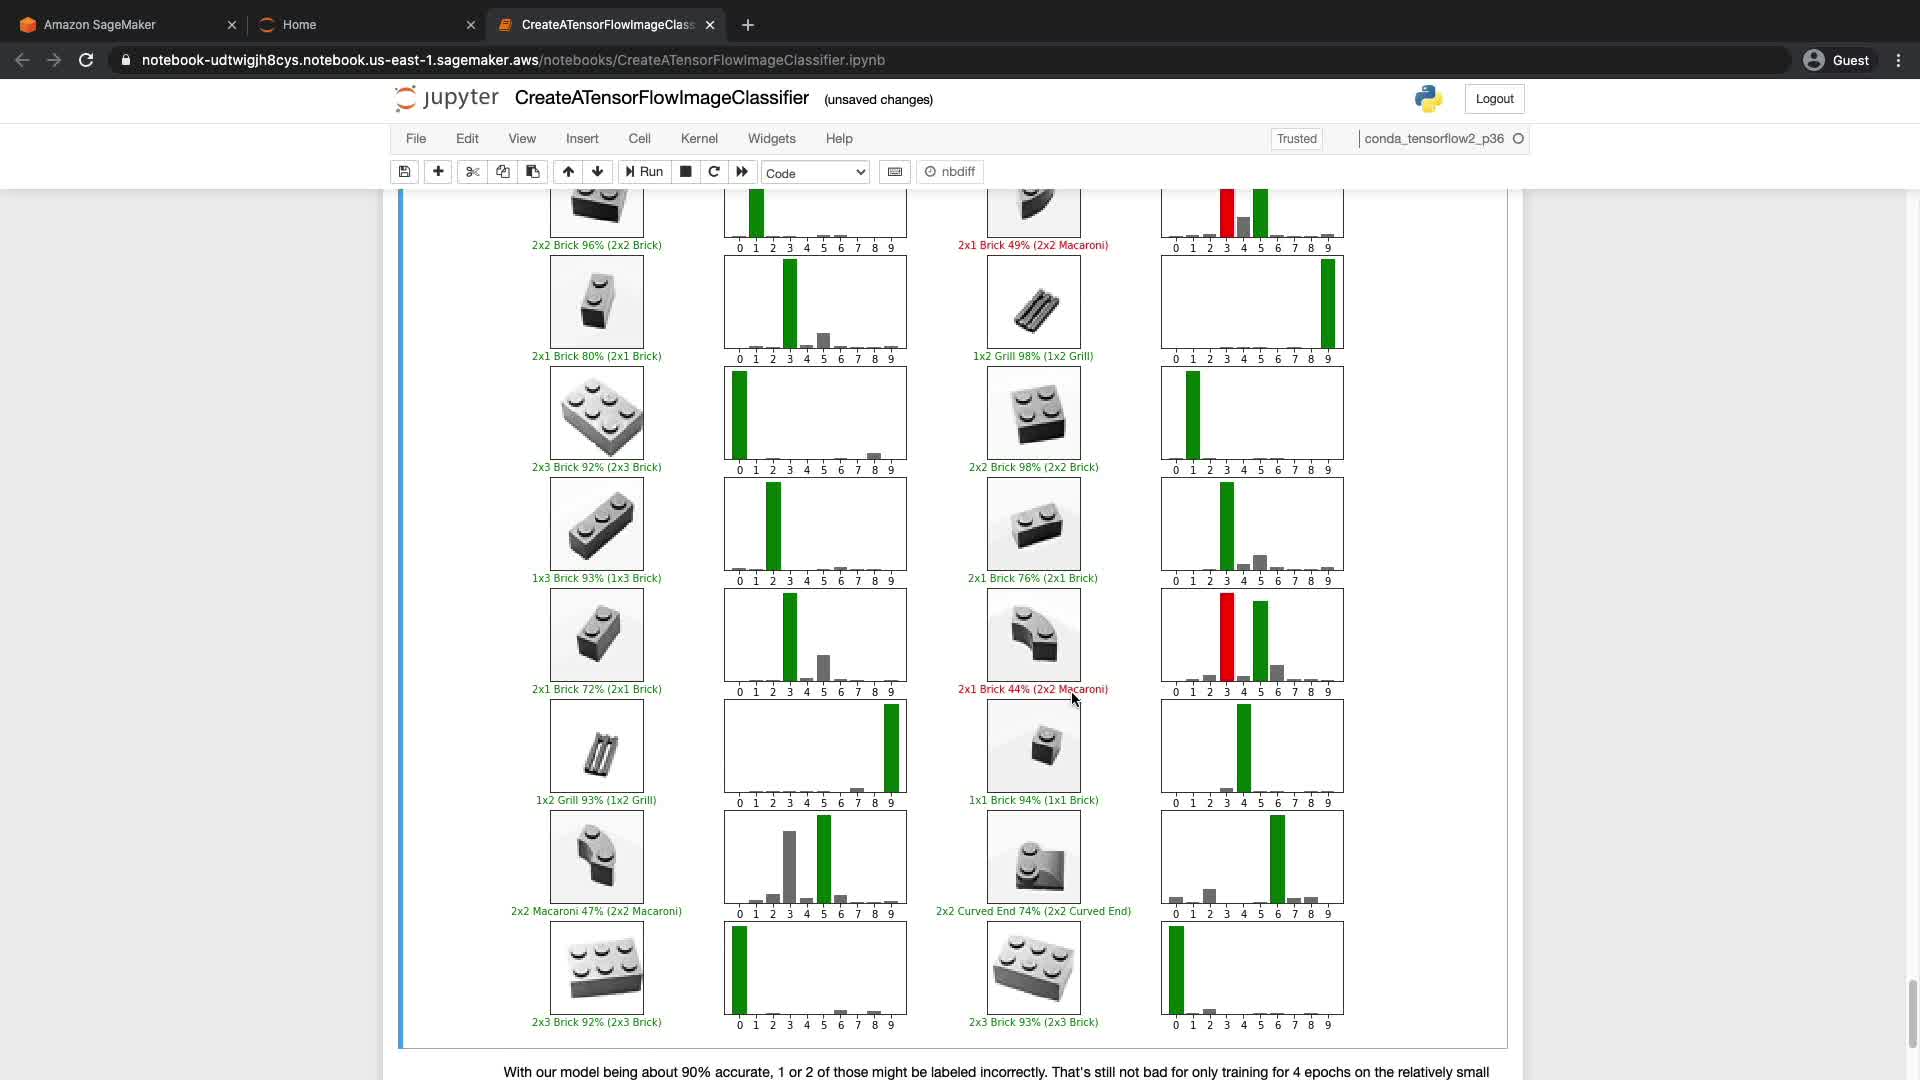 Amazon SageMaker
Home
CreateATensorFlowImageClass
notebook-udtwigjh8cys.notebook.us-east-1.sagemaker.aws/notebooks/CreateATensorFlowImageClassifier.ipynb
Guest
jupyter CreateATensorFlowImageClassifier (unsaved changes)
Logout
File Edit View Insert Cell Kernel Widgets Help
Trusted
conda_tensorflow2_p36
Run
Code
nbdiff
2x2 Brick 96% (2x2 Brick)
0 1 2 3 4 5 6 7 8 9
2x1 Brick 49% (2x2 Macaroni)
0 1 2 3 4 5 6 7 8 9
2x1 Brick 80% (2x1 Brick)
0 1 2 3 4 5 6 7 8 9
1x2 Grill 98% (1x2 Grill)
0 1 2 3 4 5 6 7 8 9
2x3 Brick 92% (2x3 Brick)
0 1 2 3 4 5 6 7 8 9
2x2 Brick 98% (2x2 Brick)
0 1 2 3 4 5 6 7 8 9
1x3 Brick 93% (1x3 Brick)
0 1 2 3 4 5 6 7 8 9
2x1 Brick 76% (2x1 Brick)
0 1 2 3 4 5 6 7 8 9
2x1 Brick 72% (2x1 Brick)
0 1 2 3 4 5 6 7 8 9
2x1 Brick 44% (2x2 Macaroni)
0 1 2 3 4 5 6 7 8 9
1x2 Grill 93% (1x2 Grill)
0 1 2 3 4 5 6 7 8 9
1x1 Brick 94% (1x1 Brick)
0 1 2 3 4 5 6 7 8 9
2x2 Macaroni 47% (2x2 Macaroni)
0 1 2 3 4 5 6 7 8 9
2x2 Curved End 74% (2x2 Curved End)
0 1 2 3 4 5 6 7 8 9
2x3 Brick 92% (2x3 Brick)
0 1 2 3 4 5 6 7 8 9
2x3 Brick 93% (2x3 Brick)
0 1 2 3 4 5 6 7 8 9
With our model being about 90% accurate, 1 or 2 of those might be labeled incorrectly. That's still not bad for only training for 4 epochs on the relatively small